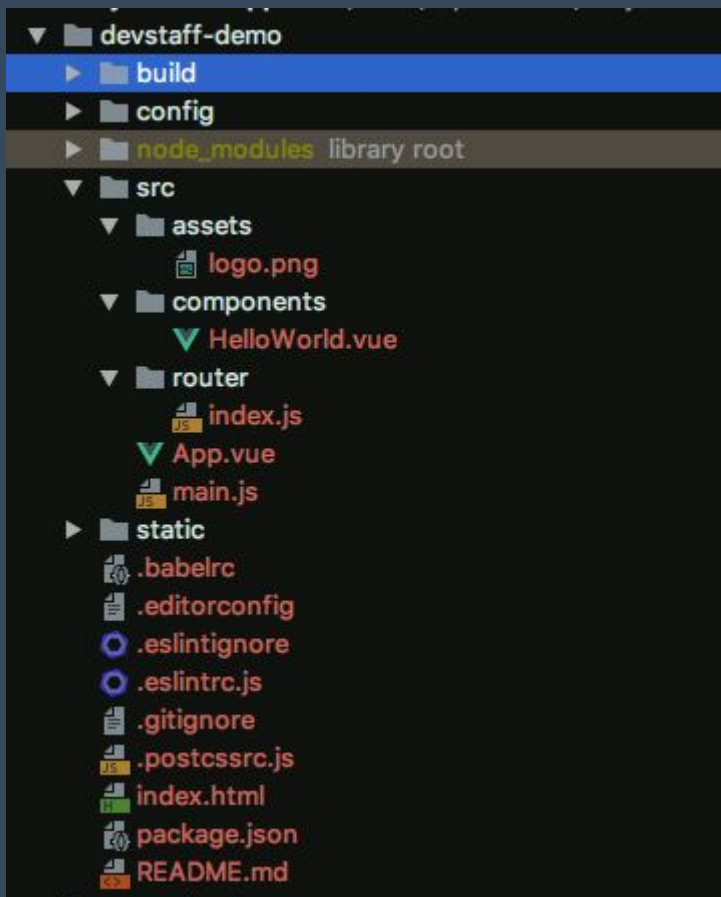 devstaff-demo
build
config
node_modules library root
src
assets
logo.png
components
HelloWorld.vue
router
index.js
App.vue
main.js
static
.babelrc
.editorconfig
.eslintignore
.eslintrc.js
.gitignore
.postcssrc.js
index.html
package.json
README.md